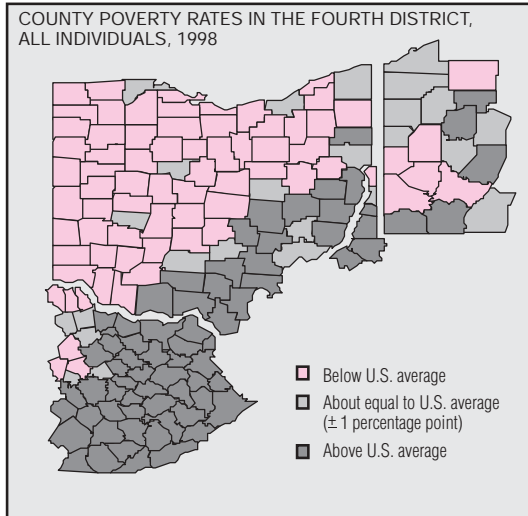 COUNTY POVERTY RATES IN THE FOURTH DISTRICT,
ALL INDIVIDUALS, 1998
Below U.S. average
About equal to U.S. average
(± 1 percentage point)
Above U.S. average